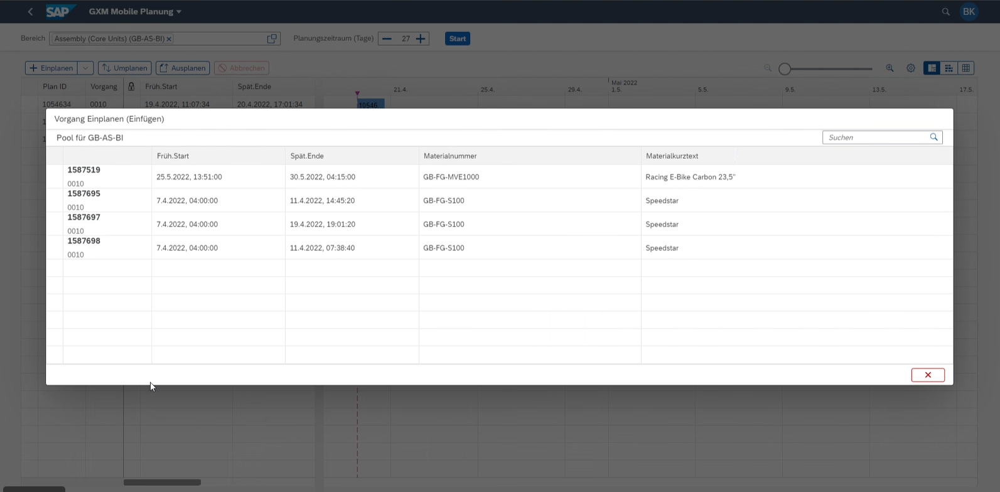 SAP GXM Mobile Planung BK
Bereich Assembly (Core Units) (GB-AS-BI) Planungszeitraum (Tage) 27 Start
Einplanen Umplanen Ausplanen Abbrechen
Plan ID Vorgang Früh.Start Spät.Ende Mai 2022
21.4. 25.4. 29.4. 1.5. 5.5. 9.5. 13.5. 17.5.
1054634 0010 19.4.2022, 11:07:34 20.4.2022, 17:01:34 10546
Vorgang Einplanen (Einfügen)
Pool für GB-AS-BI Suchen
Früh.Start Spät.Ende Materialnummer Materialkurztext
1587519
0010 25.5.2022, 13:51:00 30.5.2022, 04:15:00 GB-FG-MVE1000 Racing E-Bike Carbon 23,5"
1587695
0010 7.4.2022, 04:00:00 11.4.2022, 14:45:20 GB-FG-S100 Speedstar
1587697
0010 7.4.2022, 04:00:00 19.4.2022, 19:01:20 GB-FG-S100 Speedstar
1587698
0010 7.4.2022, 04:00:00 11.4.2022, 07:38:40 GB-FG-S100 Speedstar